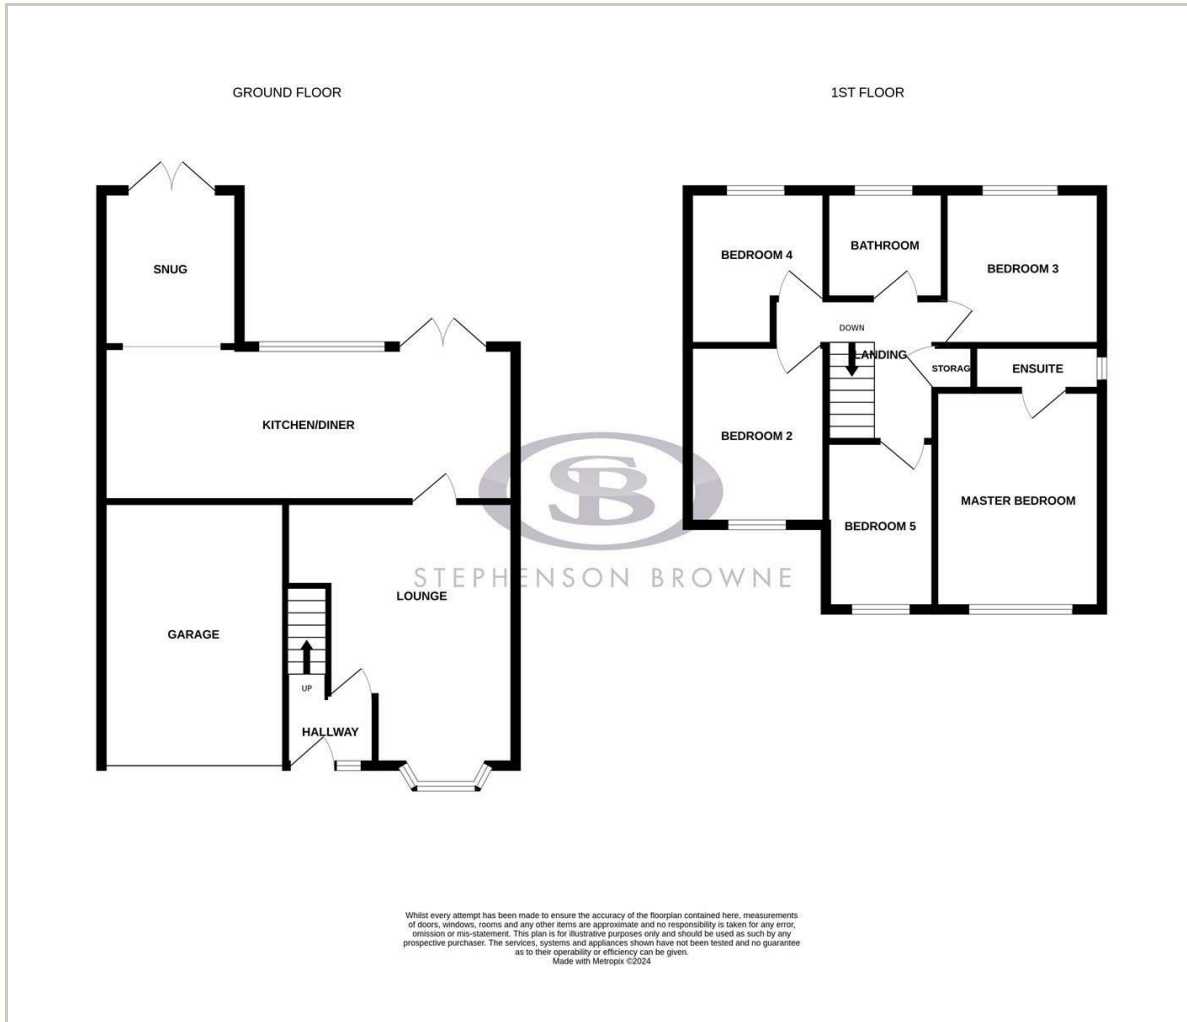 GROUND FLOOR
SNUG
KITCHEN/DINER
LOUNGE
GARAGE
UP
HALLWAY
1ST FLOOR
BEDROOM 4
BATHROOM
BEDROOM 3
DOWN
LANDING
STORAG
ENSUITE
BEDROOM 2
MASTER BEDROOM
BEDROOM 5
SB
STEPHENSON BROWNE
Whilst every attempt has been made to ensure the accuracy of the floorplan contained here, measurements
of doors, windows, rooms and any other items are approximate and no responsibility is taken for any error,
omission or mis-statement. This plan is for illustrative purposes only and should be used as such by any
prospective purchaser. The services, systems and appliances shown have not been tested and no guarantee
as to their operability or efficiency can be given.
Made with Metropix ©2024